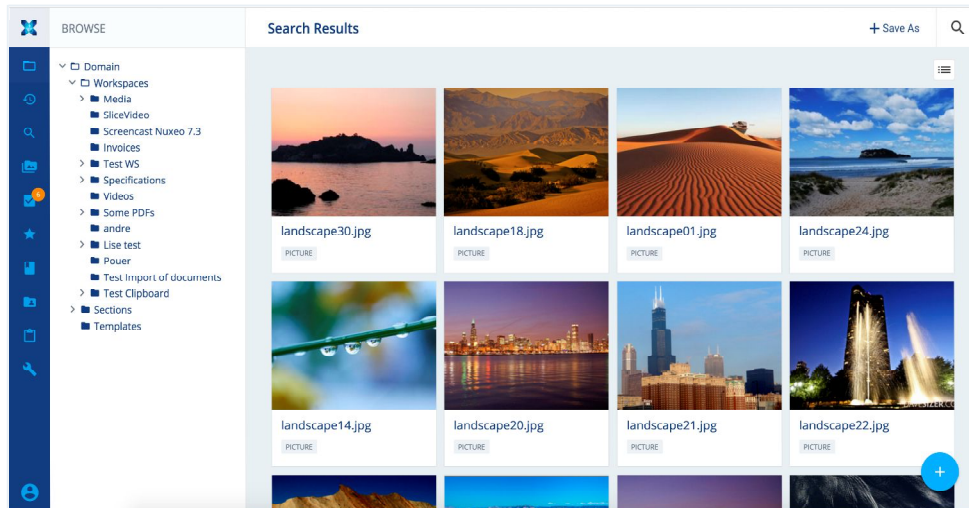 BROWSE
Search Results
+ Save As
Domain
Workspaces
Media
SliceVideo
Screencast Nuxeo 7.3
Invoices
Test WS
Specifications
Videos
Some PDFs
andre
Lise test
Pouer
Test Import of documents
Test Clipboard
Sections
Templates
6
landscape30.jpg
PICTURE
landscape18.jpg
PICTURE
landscape01.jpg
PICTURE
landscape24.jpg
PICTURE
landscape14.jpg
PICTURE
landscape20.jpg
PICTURE
landscape21.jpg
PICTURE
landscape22.jpg
PICTURE